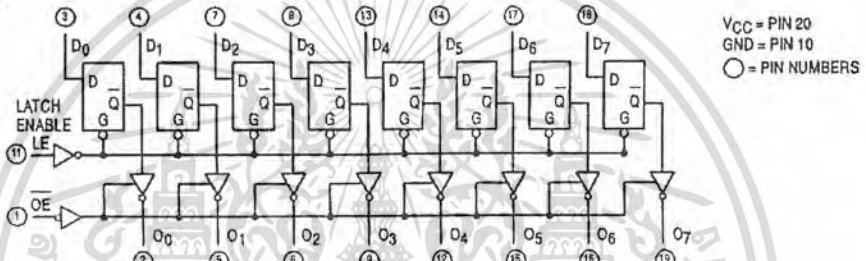 3 4 7 8 13 14 17 18
D0 D1 D2 D3 D4 D5 D6 D7
VCC = PIN 20
GND = PIN 10
= PIN NUMBERS
D D D D D D D D
Q Q Q Q Q Q Q Q
G G G G G G G G
LATCH
ENABLE
LE
11
OE
1
O0 O1 O2 O3 O4 O5 O6 O7
2 5 6 9 12 15 16 19